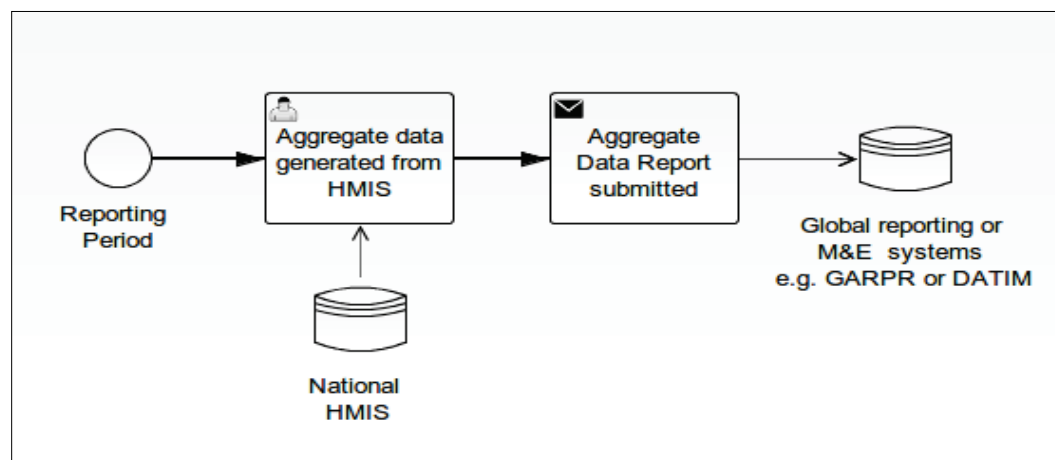 Reporting
Period
Aggregate data
generated from
HMIS
Aggregate
Data Report
submitted
Global reporting or
M&E systems
e.g. GARPR or DATIM
National
HMIS